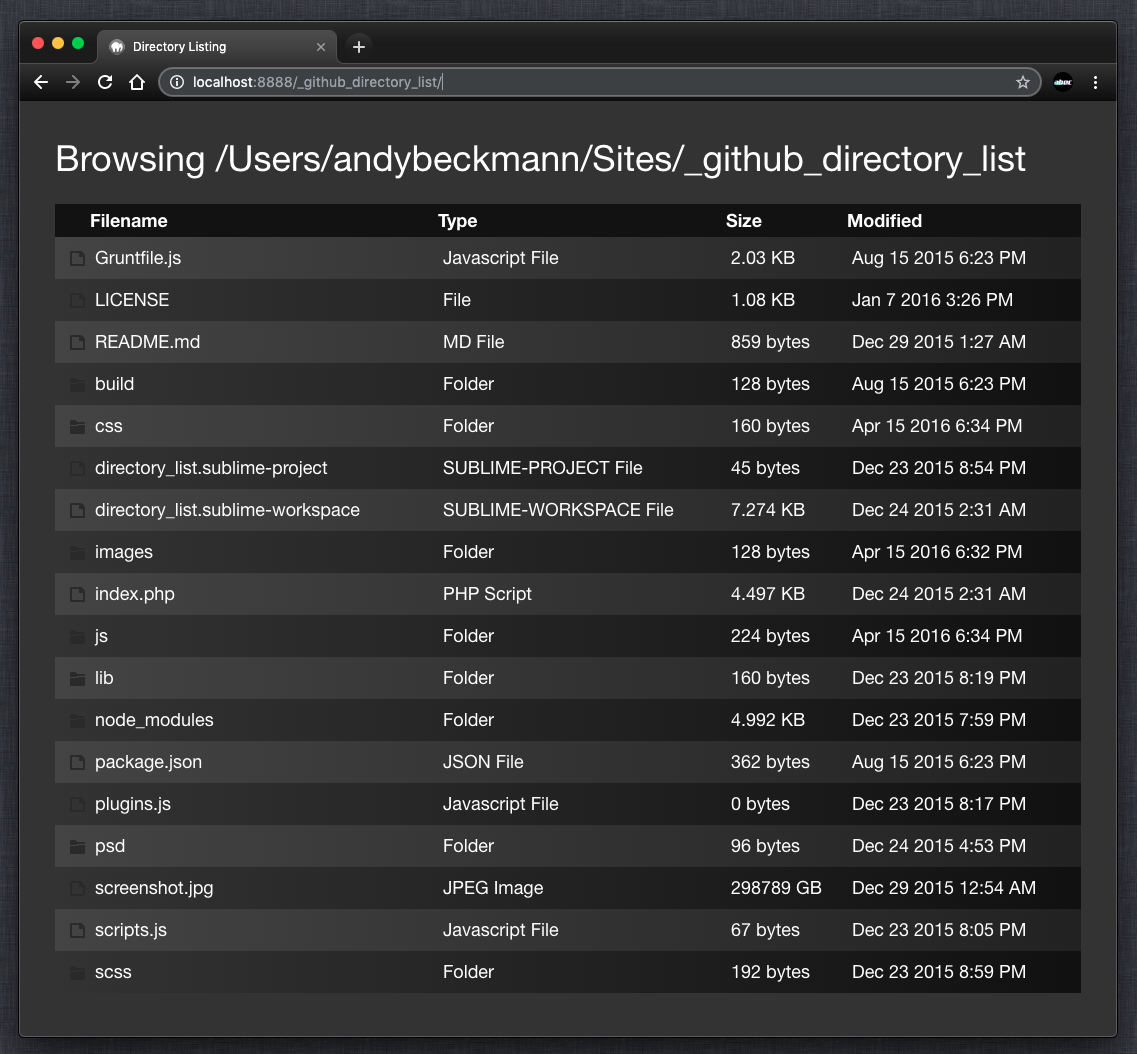 Directory Listing
localhost:8888/_github_directory_list/
Browsing /Users/andybeckmann/Sites/_github_directory_list
Filename Type Size Modified
Gruntfile.js Javascript File 2.03 KB Aug 15 2015 6:23 PM
LICENSE File 1.08 KB Jan 7 2016 3:26 PM
README.md MD File 859 bytes Dec 29 2015 1:27 AM
build Folder 128 bytes Aug 15 2015 6:23 PM
css Folder 160 bytes Apr 15 2016 6:34 PM
directory_list.sublime-project SUBLIME-PROJECT File 45 bytes Dec 23 2015 8:54 PM
directory_list.sublime-workspace SUBLIME-WORKSPACE File 7.274 KB Dec 24 2015 2:31 AM
images Folder 128 bytes Apr 15 2016 6:32 PM
index.php PHP Script 4.497 KB Dec 24 2015 2:31 AM
js Folder 224 bytes Apr 15 2016 6:34 PM
lib Folder 160 bytes Dec 23 2015 8:19 PM
node_modules Folder 4.992 KB Dec 23 2015 7:59 PM
package.json JSON File 362 bytes Aug 15 2015 6:23 PM
plugins.js Javascript File 0 bytes Dec 23 2015 8:17 PM
psd Folder 96 bytes Dec 24 2015 4:53 PM
screenshot.jpg JPEG Image 298789 GB Dec 29 2015 12:54 AM
scripts.js Javascript File 67 bytes Dec 23 2015 8:05 PM
scss Folder 192 bytes Dec 23 2015 8:59 PM